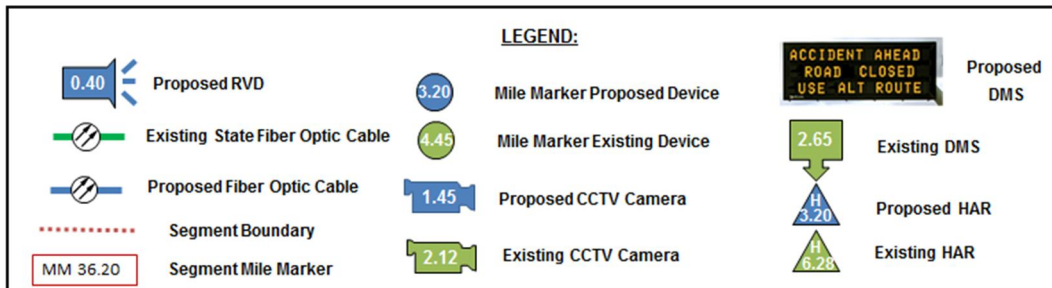 LEGEND:
0.40 Proposed RVD
Existing State Fiber Optic Cable
Proposed Fiber Optic Cable
Segment Boundary
MM 36.20 Segment Mile Marker
3.20 Mile Marker Proposed Device
4.45 Mile Marker Existing Device
1.45 Proposed CCTV Camera
2.12 Existing CCTV Camera
ACCIDENT AHEAD
ROAD CLOSED
USE ALT ROUTE
Proposed
DMS
2.65 Existing DMS
H
3.20 Proposed HAR
H
6.28 Existing HAR